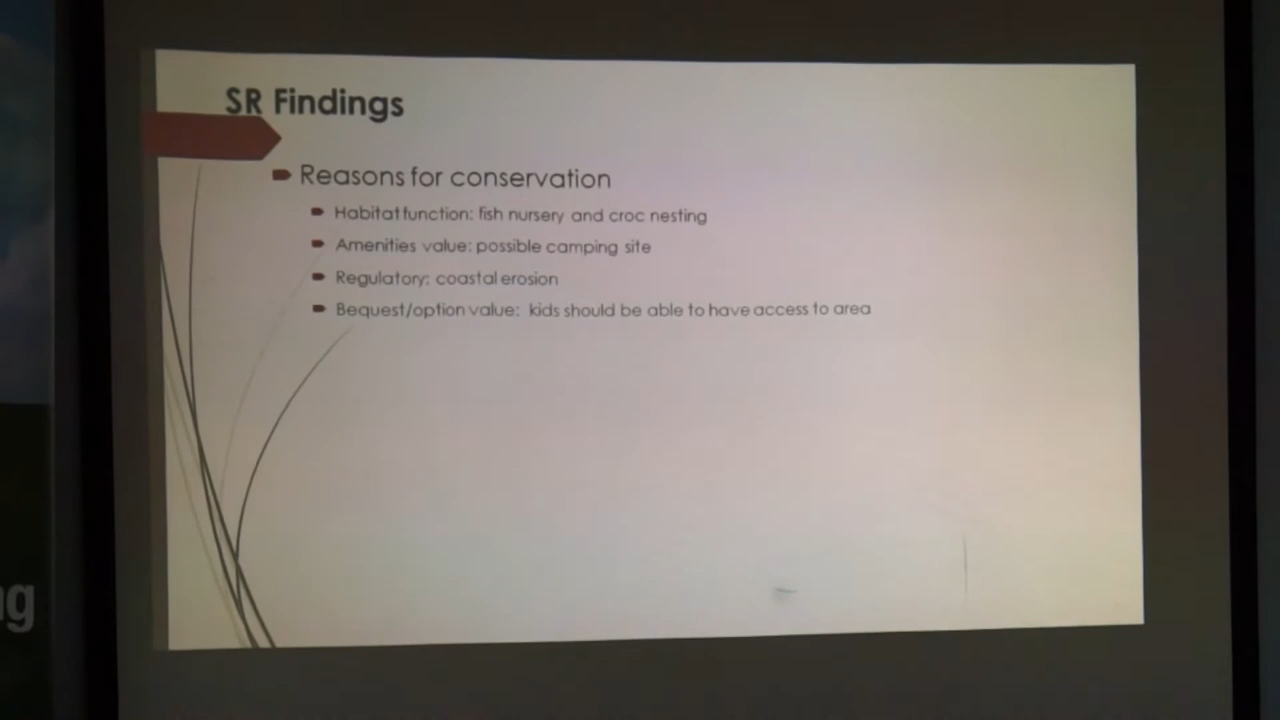 SR Findings
Reasons for conservation
Habitat function: fish nursery and croc nesting
Amenities value: possible camping site
Regulatory: coastal erosion
Bequest/option value: kids should be able to have access to area